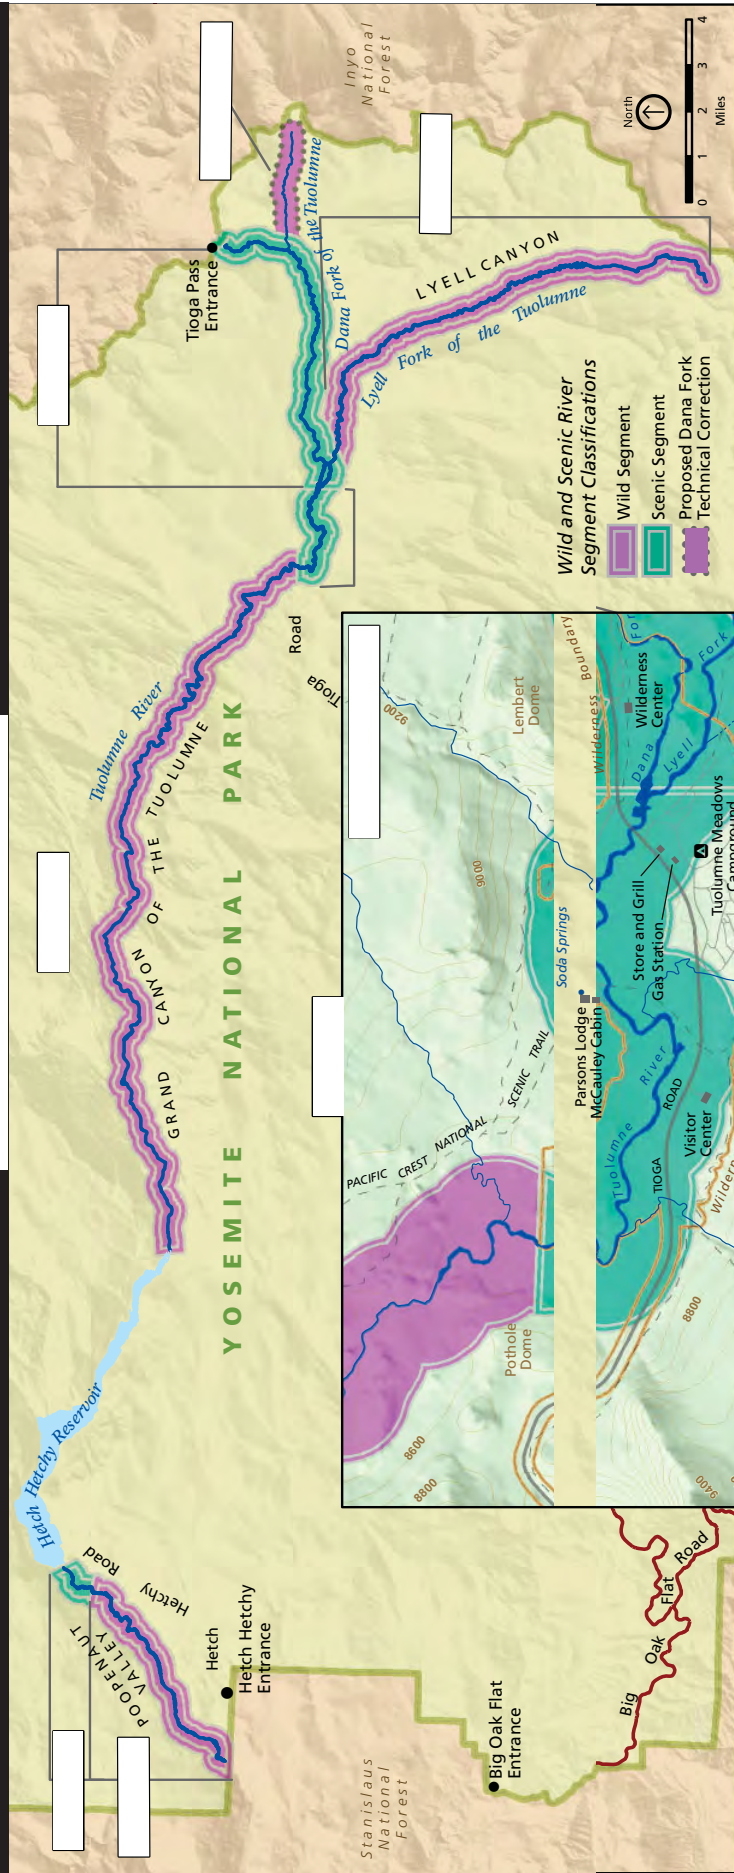 Inyo
National
Forest
North
0 1 2 3 4
Miles
Tioga Pass
Entrance
Dana Fork of the Tuolumne
LYELL CANYON
Lyell Fork of the Tuolumne
Wild and Scenic River
Segment Classifications
Wild Segment
Scenic Segment
Proposed Dana Fork
Technical Correction
Tuolumne River
GRAND CANYON OF THE TUOLUMNE
Tioga
Road
YOSEMITE NATIONAL PARK
9200
Lembert
Dome
Wilderness Boundary
9000
Wilderness
Center
Dana
For
Lyell
Fork
Store and Grill
Gas Station
Tuolumne Meadows
Campground
Soda Springs
Parsons Lodge
McCauley Cabin
PACIFIC CREST NATIONAL SCENIC TRAIL
Tuolumne River
TIOGA ROAD
Visitor
Center
Wildern
Pothole
Dome
8600
8800
8800
9400
Hetch Hetchy Reservoir
Hetch Hetchy Road
POOPENAUT
VALLEY
Hetch Hetchy
Entrance
Big Oak Flat Road
Big Oak Flat
Entrance
Stanislaus
National
Forest